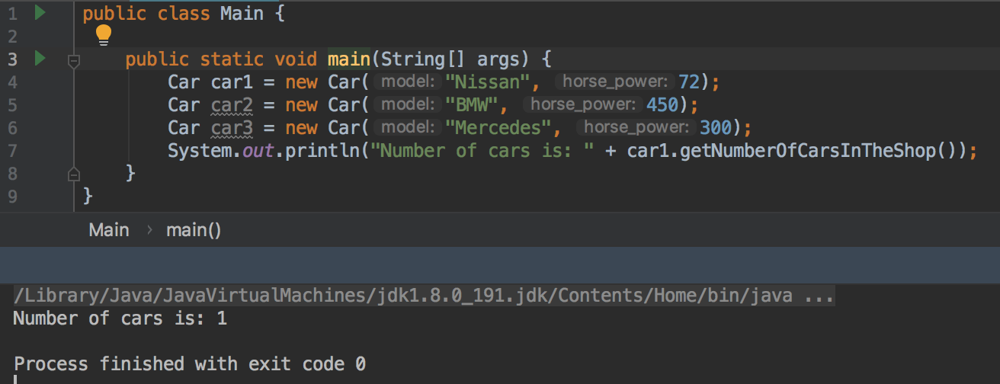 1 public class Main {
2
3 public static void main(String[] args) {
4 Car car1 = new Car( model: "Nissan", horse_power: 72);
5 Car car2 = new Car( model: "BMW", horse_power: 450);
6 Car car3 = new Car( model: "Mercedes", horse_power: 300);
7 System.out.println("Number of cars is: " + car1.getNumberOfCarsInTheShop());
8 }
9 }
Main › main()
/Library/Java/JavaVirtualMachines/jdk1.8.0_191.jdk/Contents/Home/bin/java ...
Number of cars is: 1
Process finished with exit code 0